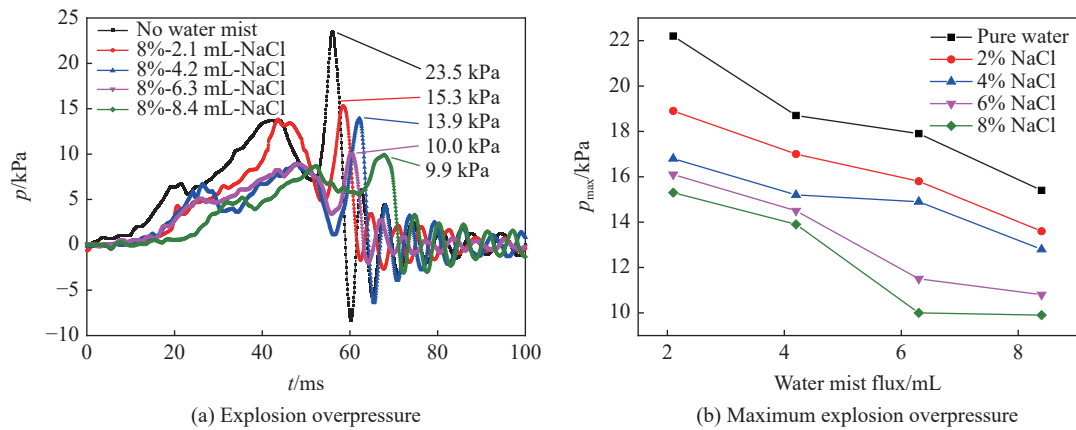 No water mist
8%-2.1 mL-NaCl
8%-4.2 mL-NaCl
8%-6.3 mL-NaCl
8%-8.4 mL-NaCl
23.5 kPa
15.3 kPa
13.9 kPa
10.0 kPa
9.9 kPa
25
20
15
10
5
0
−5
−10
p/kPa
0
20
40
60
80
100
t/ms
(a) Explosion overpressure
Pure water
2% NaCl
4% NaCl
6% NaCl
8% NaCl
22
20
18
16
14
12
10
pmax/kPa
2
4
6
8
Water mist flux/mL
(b) Maximum explosion overpressure